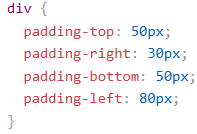 div {
  padding-top: 50px;
  padding-right: 30px;
  padding-bottom: 50px;
  padding-left: 80px;
}